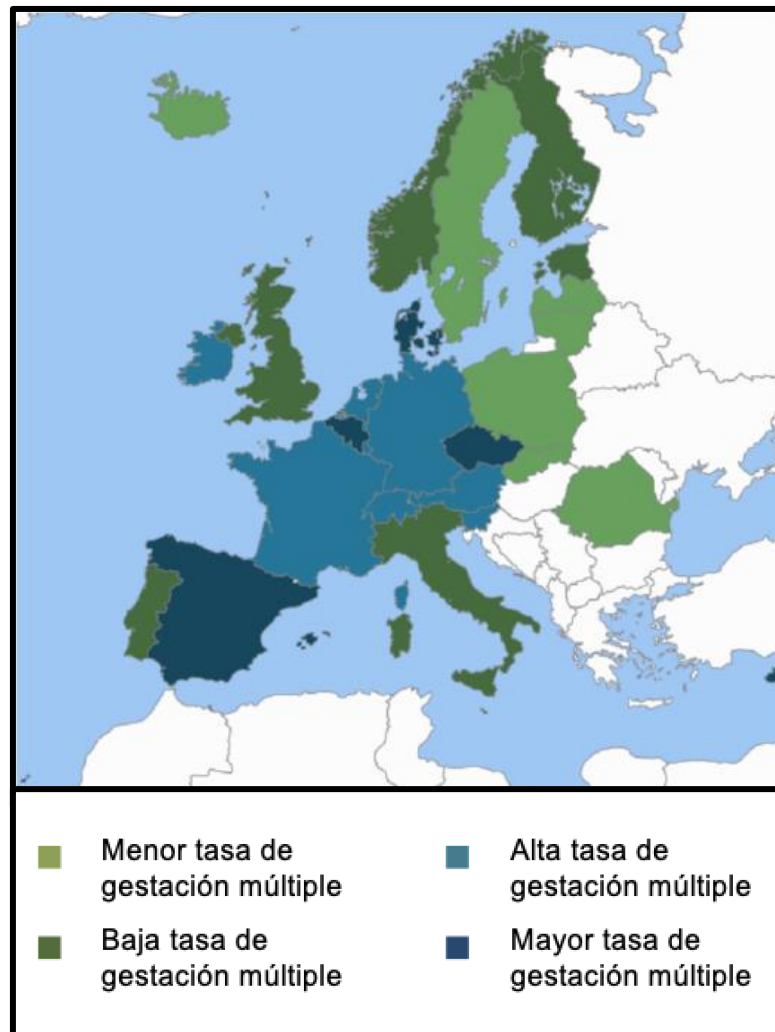 Menor tasa de
gestación múltiple
Baja tasa de
gestación múltiple
Alta tasa de
gestación múltiple
Mayor tasa de
gestación múltiple